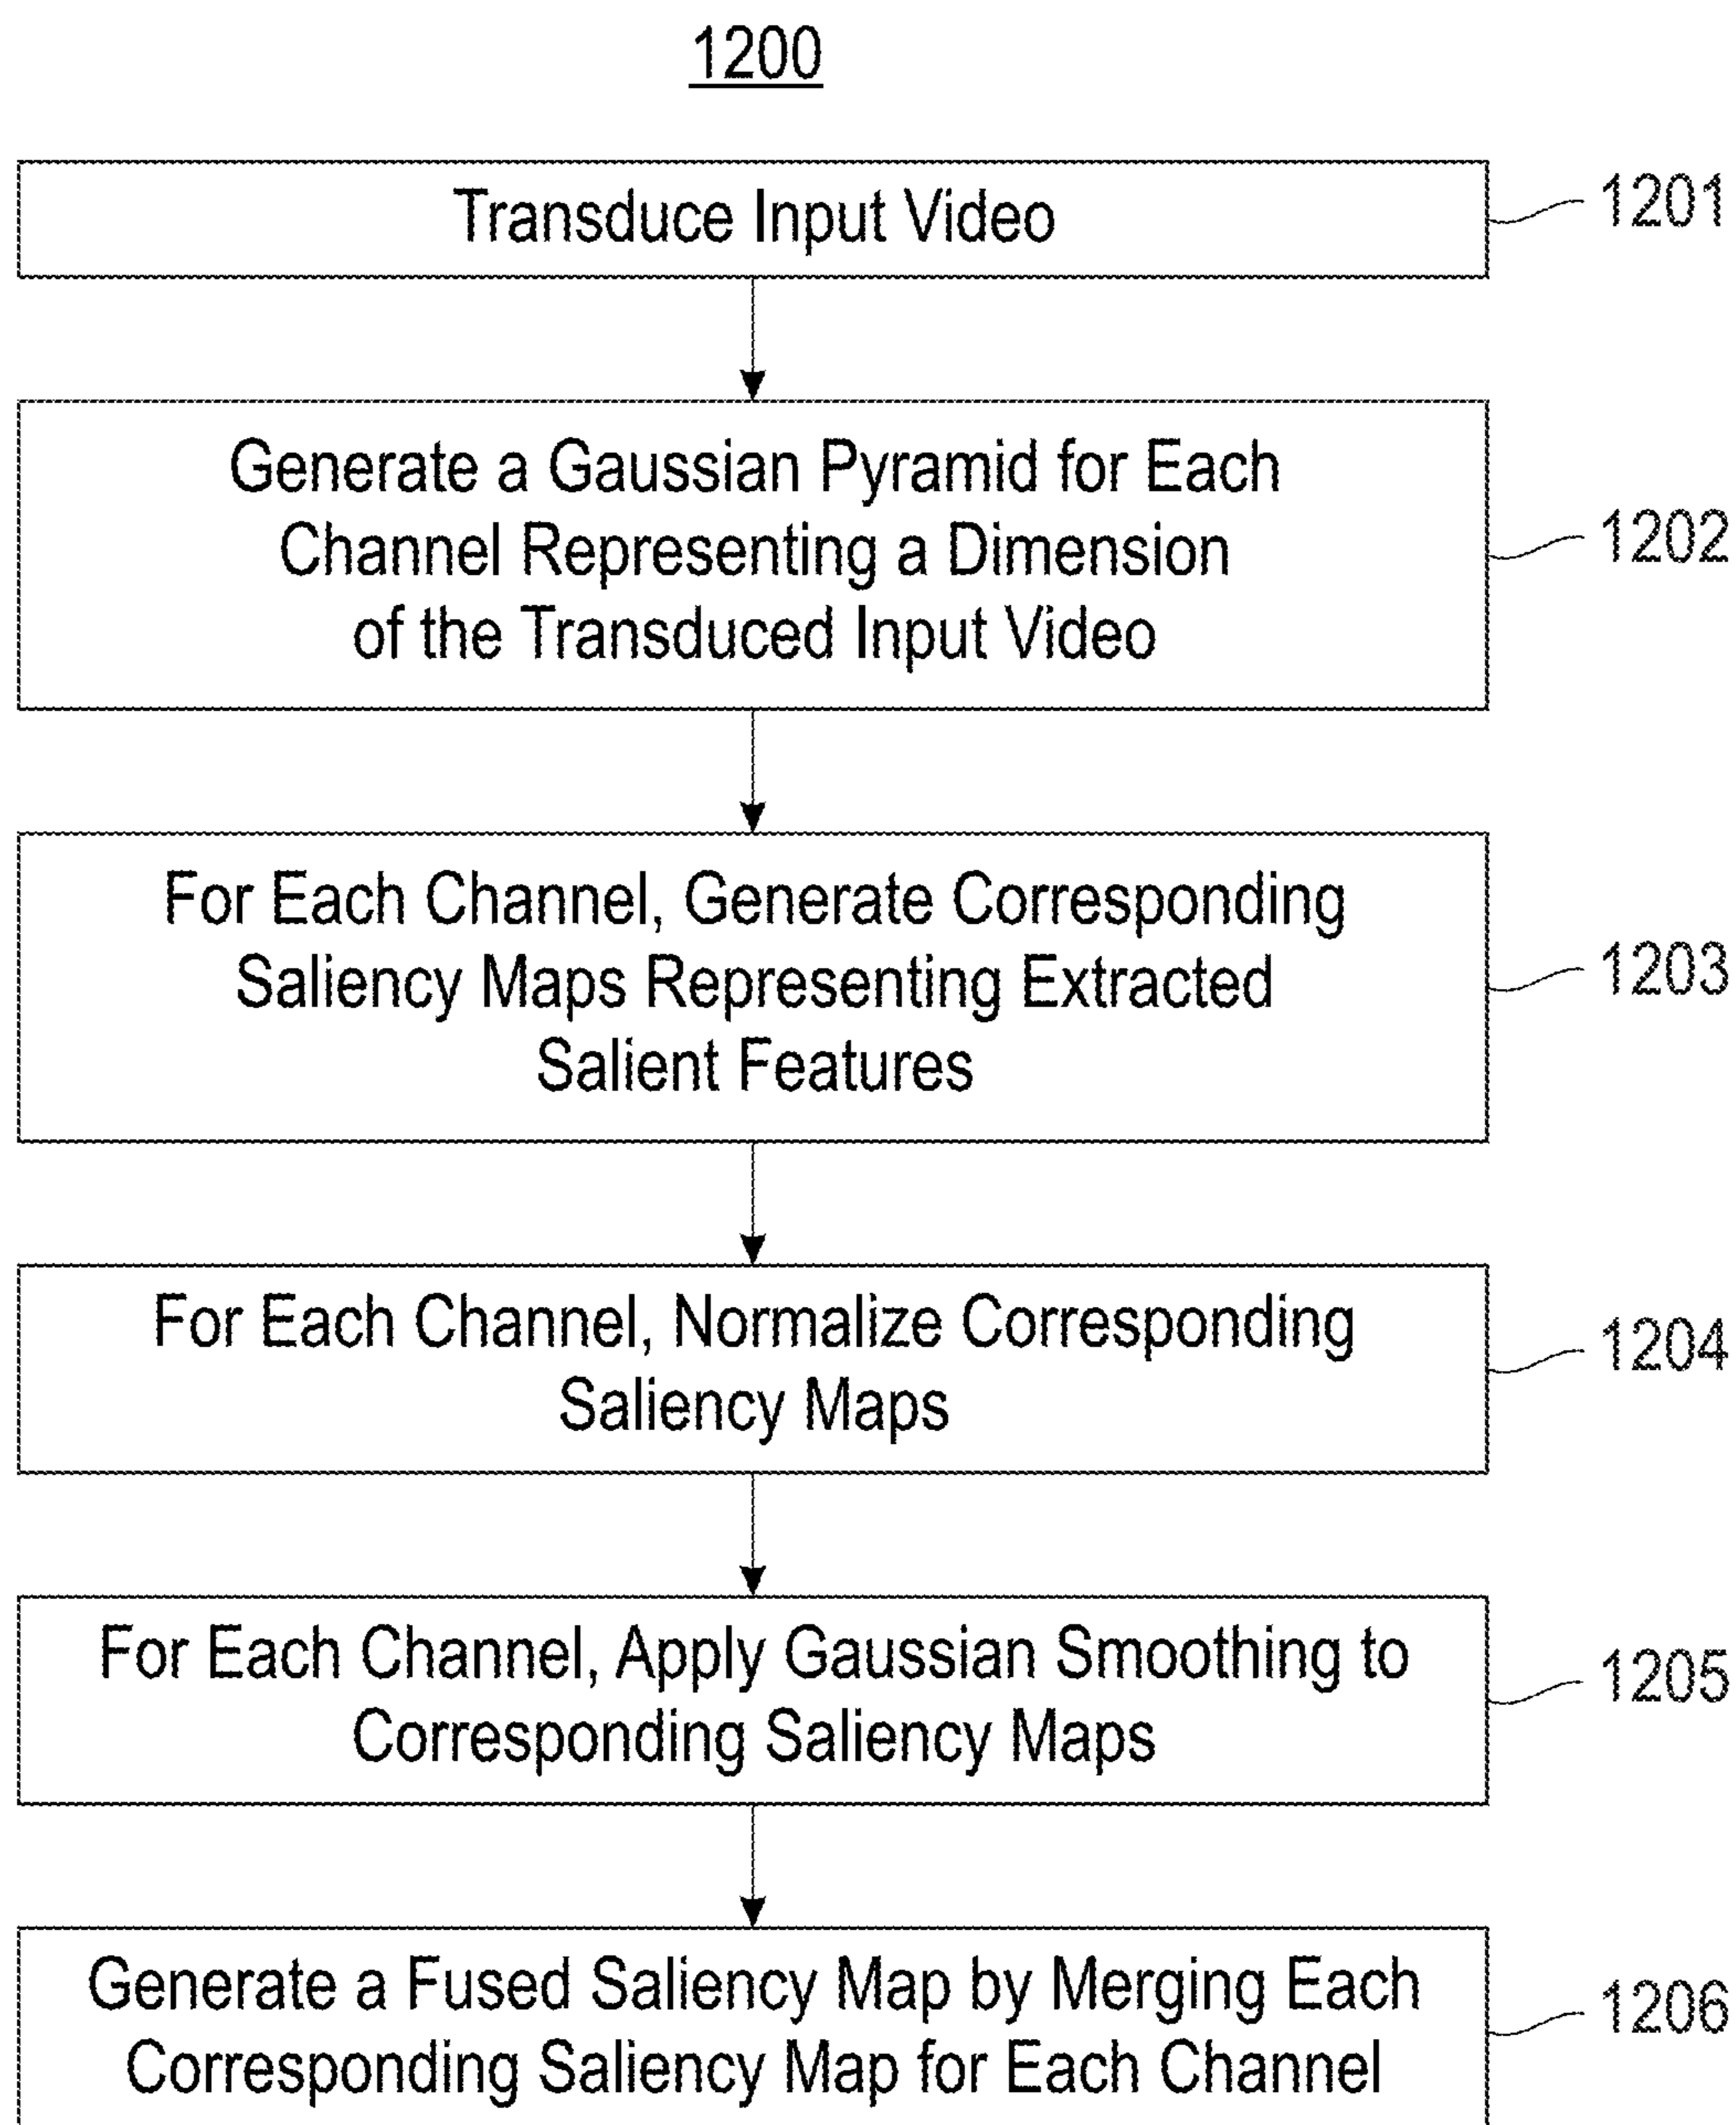 1200
Transduce Input Video
1201
Generate a Gaussian Pyramid for Each
Channel Representing a Dimension
of the Transduced Input Video
1202
For Each Channel, Generate Corresponding
Saliency Maps Representing Extracted
Salient Features
1203
For Each Channel, Normalize Corresponding
Saliency Maps
1204
For Each Channel, Apply Gaussian Smoothing to
Corresponding Saliency Maps
1205
Generate a Fused Saliency Map by Merging Each
Corresponding Saliency Map for Each Channel
1206